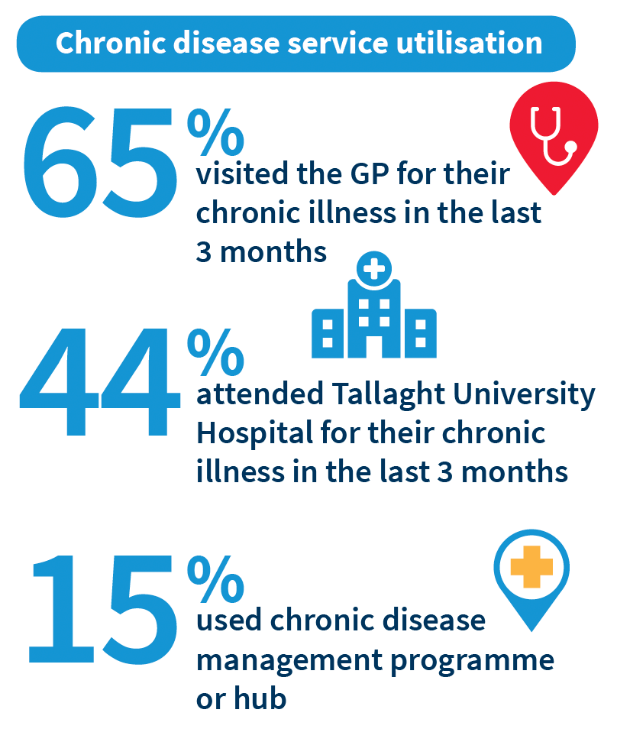 Chronic disease service utilisation
65%
visited the GP for their
chronic illness in the last
3 months
44%
attended Tallaght University
Hospital for their chronic
illness in the last 3 months
15%
used chronic disease
management programme
or hub